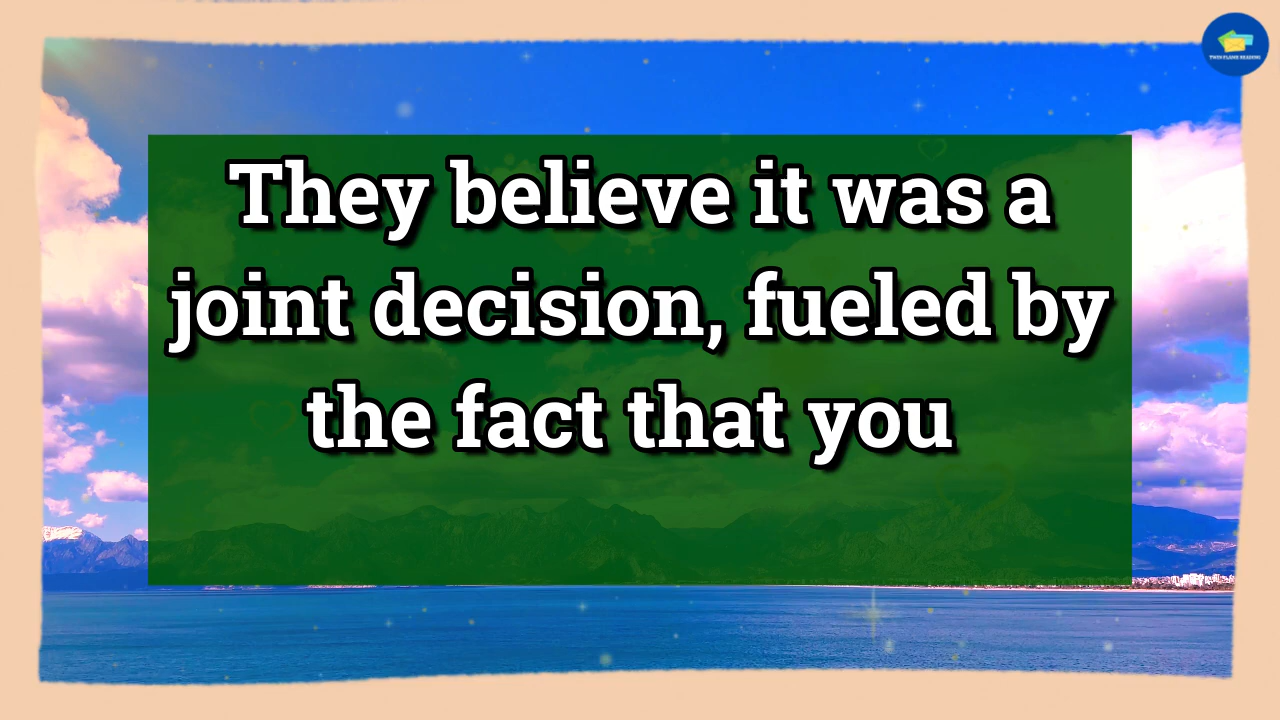 They believe it was a
joint decision, fueled by
the fact that you